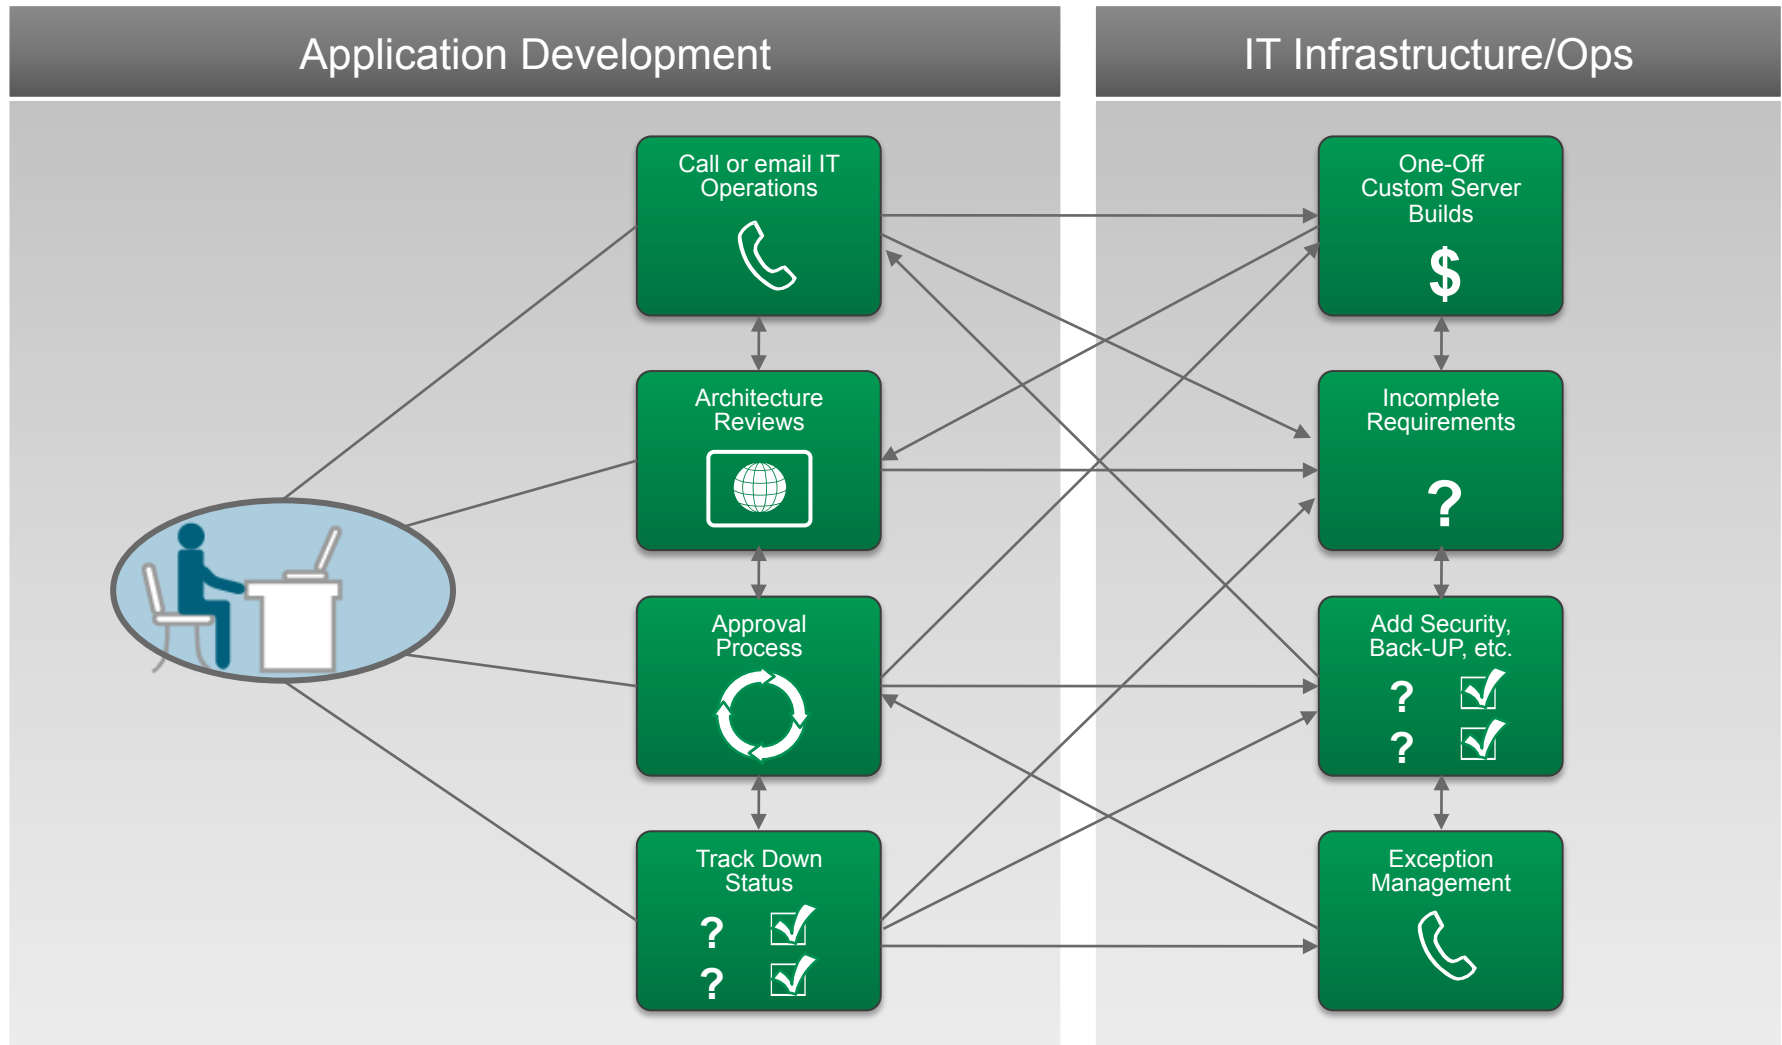 Application Development
IT Infrastructure/Ops
Call or email IT
Operations
One-Off
Custom Server
Builds
$
Architecture
Reviews
Incomplete
Requirements
?
Approval
Process
Add Security,
Back-UP, etc.
?
?
Track Down
Status
?
?
Exception
Management